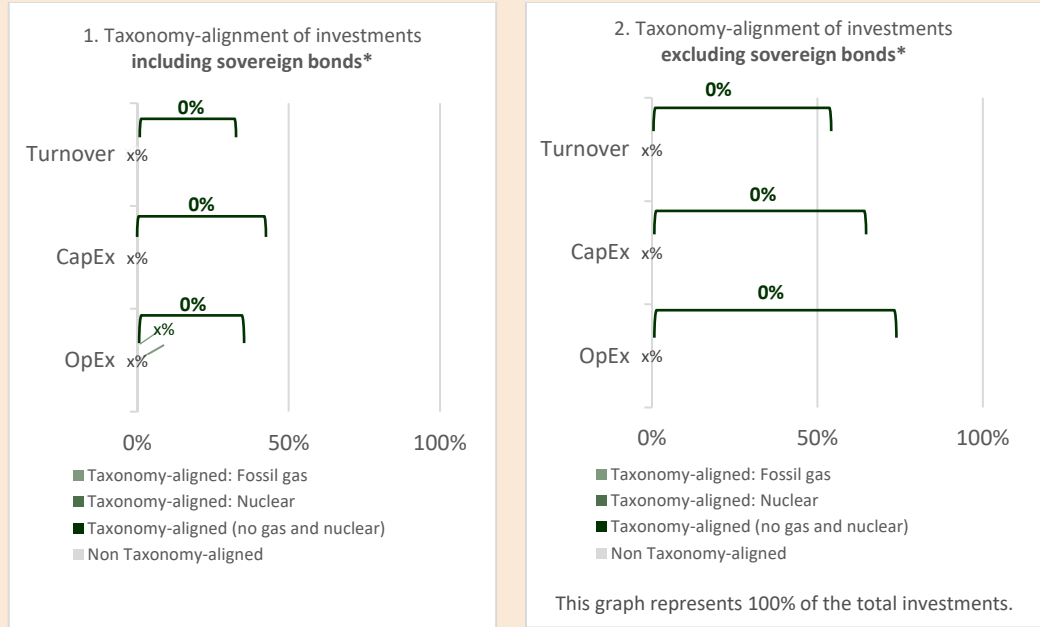 1. Taxonomy-alignment of investments
including sovereign bonds*
0%
Turnover x%
0%
CapEx x%
0%
x%
OpEx x%
0% 50% 100%
Taxonomy-aligned: Fossil gas
Taxonomy-aligned: Nuclear
Taxonomy-aligned (no gas and nuclear)
Non Taxonomy-aligned
2. Taxonomy-alignment of investments
excluding sovereign bonds*
0%
Turnover x%
0%
CapEx x%
0%
OpEx x%
0% 50% 100%
Taxonomy-aligned: Fossil gas
Taxonomy-aligned: Nuclear
Taxonomy-aligned (no gas and nuclear)
Non Taxonomy-aligned
This graph represents 100% of the total investments.